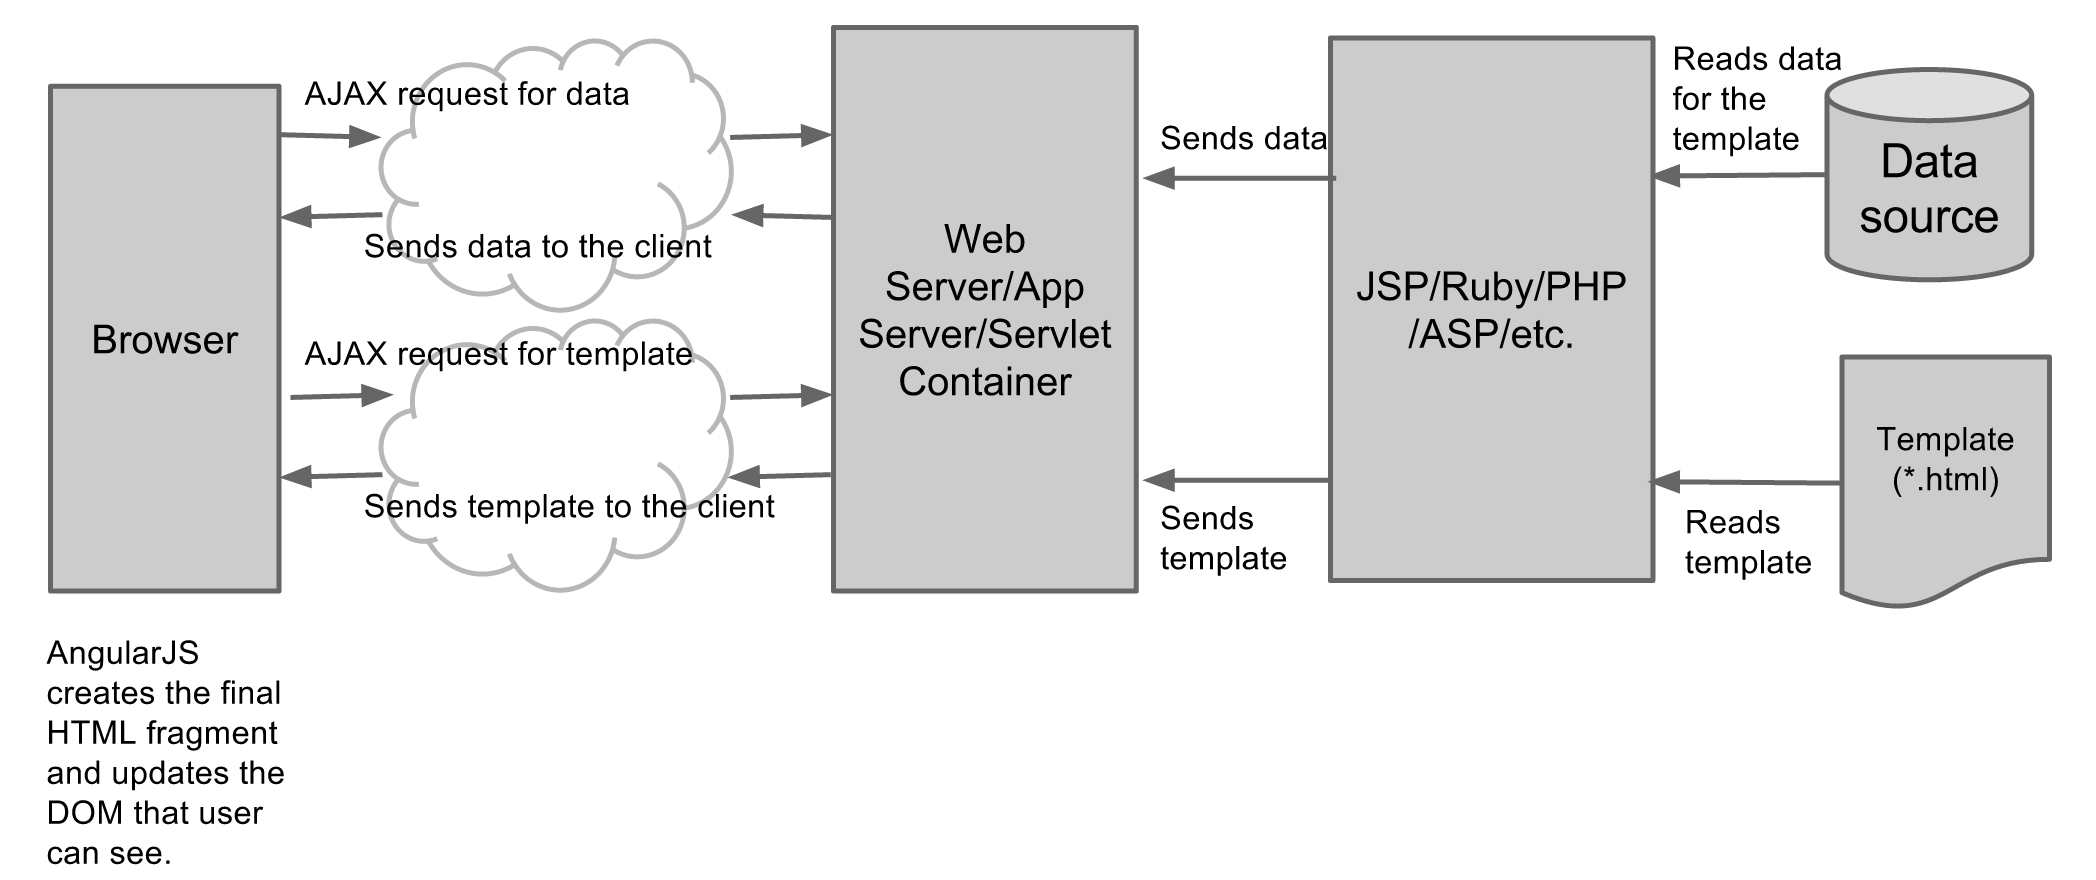 AJAX request for data
Sends data to the client
AJAX request for template
Sends template to the client
Browser
AngularJS
creates the final
HTML fragment
and updates the
DOM that user
can see.
Web
Server/App
Server/Servlet
Container
Sends data
Sends
template
JSP/Ruby/PHP
/ASP/etc.
Reads data
for the
template
Data
source
Reads
template
Template
(*.html)